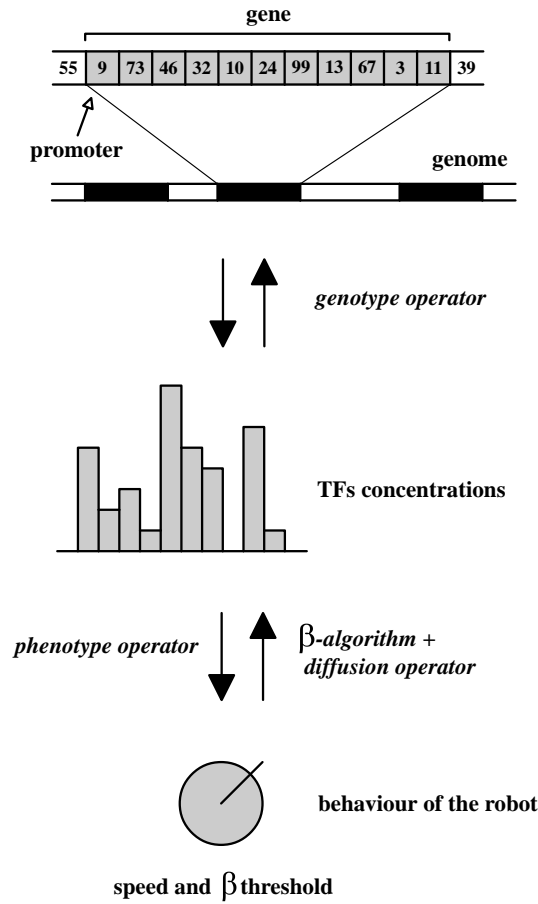 gene
55 9 73 46 32 10 24 99 13 67 3 11 39
promoter
genome
genotype operator
TFs concentrations
phenotype operator
β-algorithm +
diffusion operator
behaviour of the robot
speed and β threshold